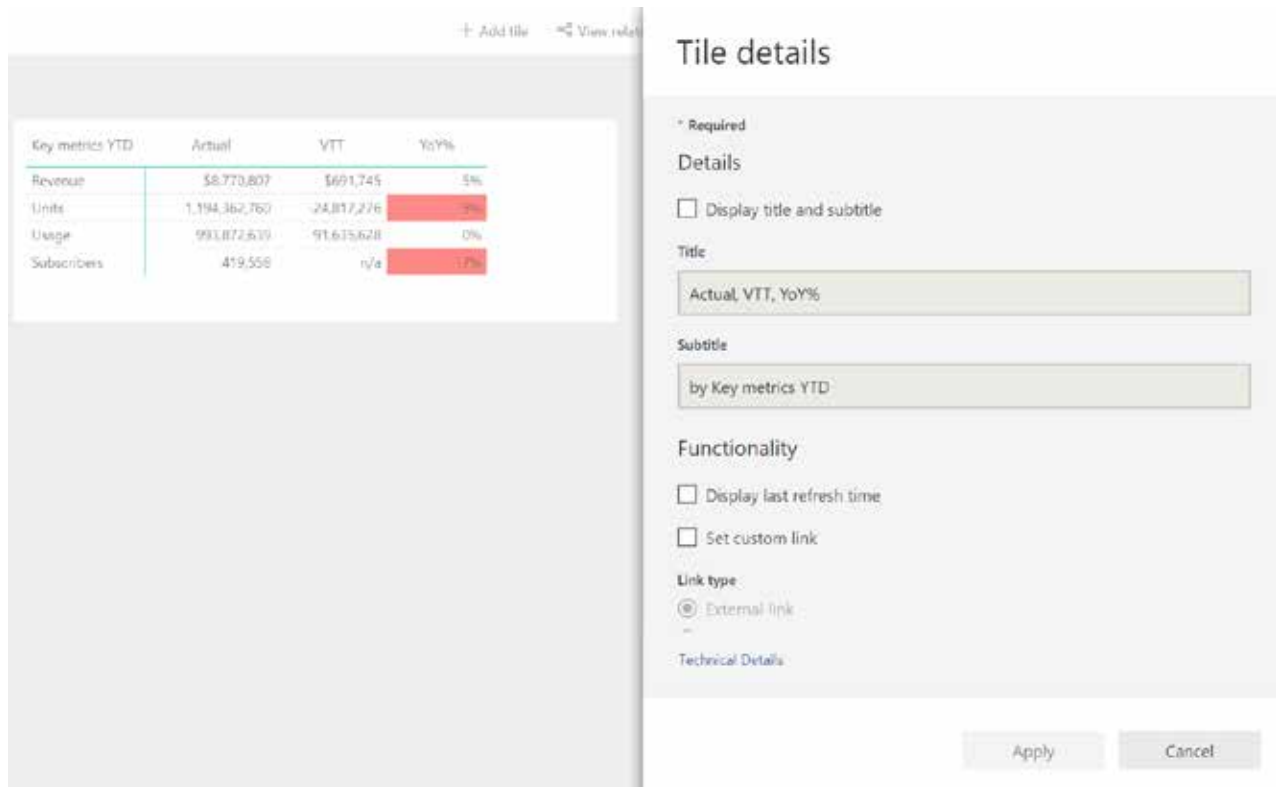 + Add tile View relati
Key metrics YTD Actual VTT YoY%
Revenue $8,770,807 $691,745 5%
Units 1,194,362,760 -24,817,276
Usage 993,872,639 91,635,628 0%
Subscribers 419,558 n/a
Tile details
* Required
Details
Display title and subtitle
Title
Actual, VTT, YoY%
Subtitle
by Key metrics YTD
Functionality
Display last refresh time
Set custom link
Link type
External link
Technical Details
Apply Cancel